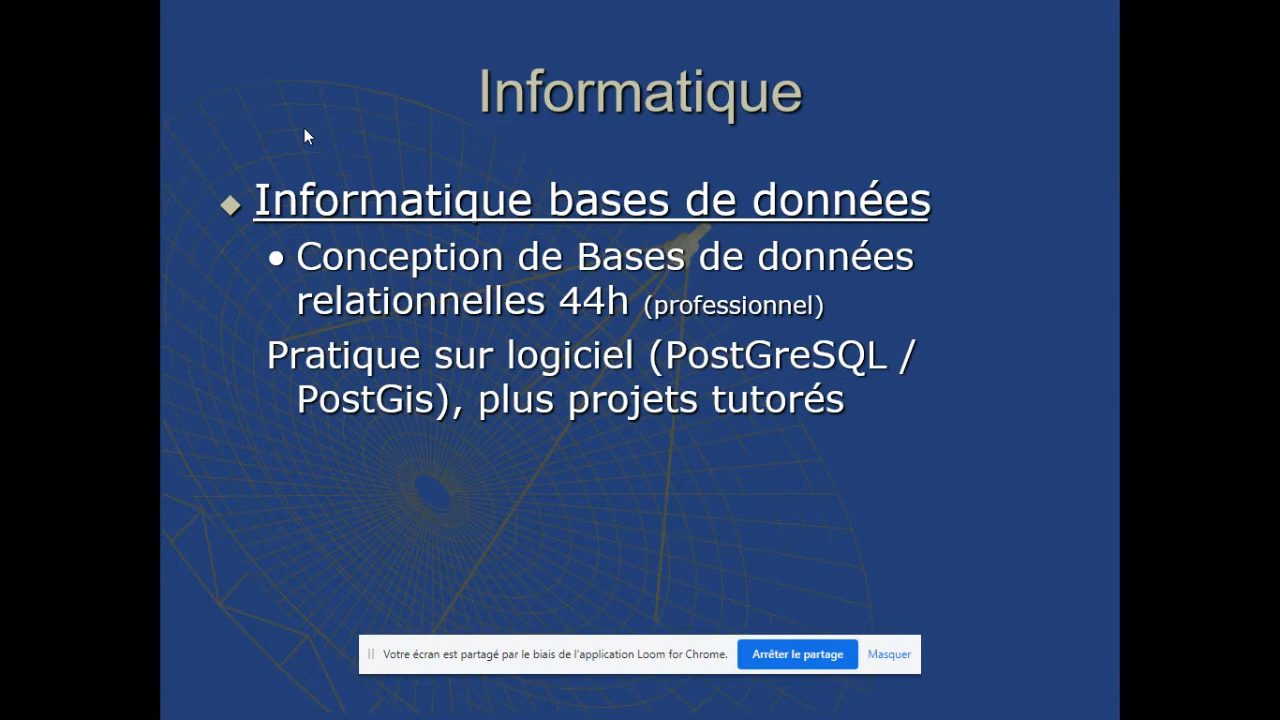 Informatique
Informatique bases de données
Conception de Bases de données
relationnelles 44h (professionnel)
Pratique sur logiciel (PostGreSQL /
PostGis), plus projets tutorés
Votre écran est partagé par le biais de l'application Loom for Chrome. Arrêter le partage Masquer